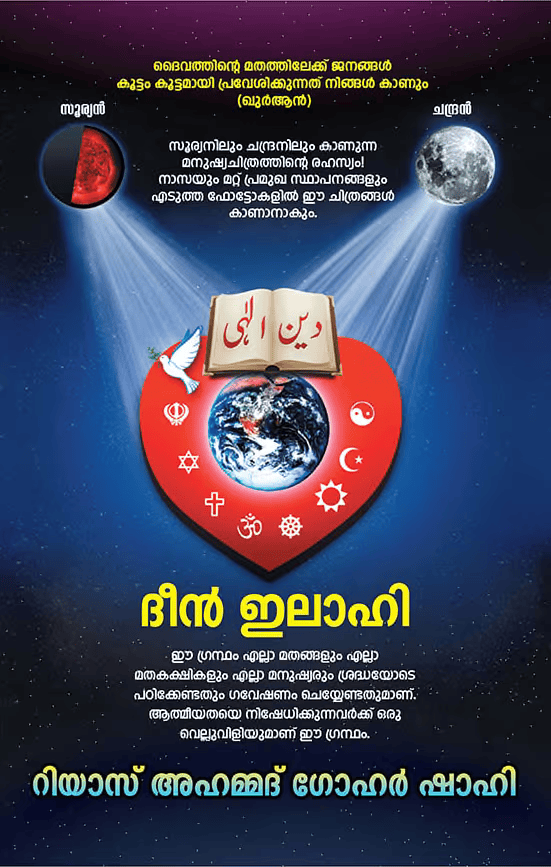 ദൈവത്തിന്റെ മതത്തിലേക്ക് ജനങ്ങൾ
കൂട്ടം കൂട്ടമായി പ്രവേശിക്കുന്നത് നിങ്ങൾ കാണും
(ഖുർആൻ)
സൂര്യൻ
ചന്ദ്രൻ
സൂര്യനിലും ചന്ദ്രനിലും കാണുന്ന
മനുഷ്യചിത്രത്തിന്റെ രഹസ്യം!
നാസയും മറ്റ് പ്രമുഖ സ്ഥാപനങ്ങളും
എടുത്ത ഫോട്ടോകളിൽ ഈ ചിത്രങ്ങൾ
കാണാനാകും.
دین الٰہی
ദീൻ ഇലാഹി
ഈ ഗ്രന്ഥം എല്ലാ മതങ്ങളും എല്ലാ
മതകക്ഷികളും എല്ലാ മനുഷ്യരും ശ്രദ്ധയോടെ
പഠിക്കേണ്ടതും ഗവേഷണം ചെയ്യേണ്ടതുമാണ്.
ആത്മീയതയെ നിഷേധിക്കുന്നവർക്ക് ഒരു
വെല്ലുവിളിയുമാണ് ഈ ഗ്രന്ഥം.
റിയാസ് അഹമ്മദ് ഗോഹർ ഷാഹി